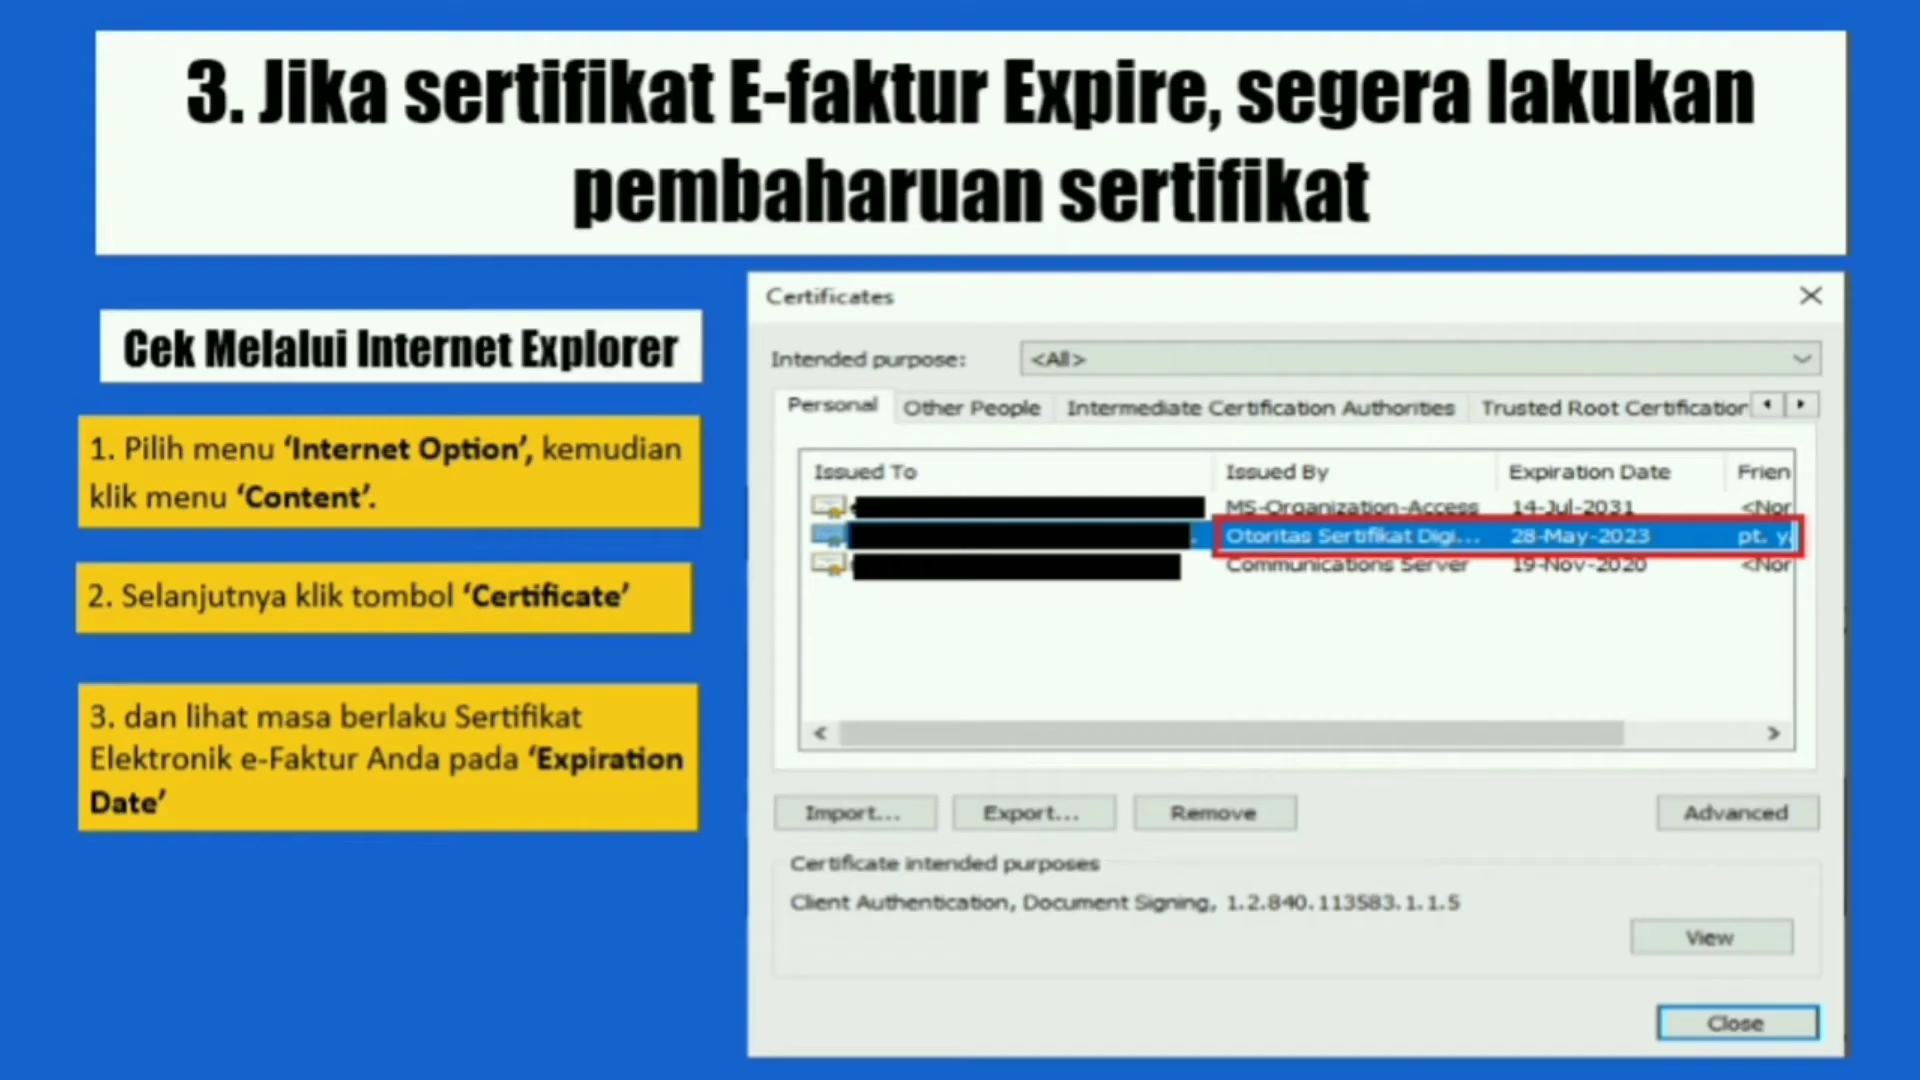 3. Jika sertifikat E-faktur Expire, segera lakukan
pembaharuan sertifikat
Cek Melalui Internet Explorer
1. Pilih menu ‘Internet Option’, kemudian
klik menu ‘Content’.
2. Selanjutnya klik tombol ‘Certificate’
3. dan lihat masa berlaku Sertifikat
Elektronik e-Faktur Anda pada ‘Expiration
Date’
Certificates
Intended purpose: <All>
Personal Other People Intermediate Certification Authorities Trusted Root Certification
Issued To Issued By Expiration Date Frien
MS-Organization-Access 14-Jul-2031 <Nor
Otoritas Sertifikat Digi... 28-May-2023 pt. y
Communications Server 19-Nov-2020 <Nor
Import... Export... Remove Advanced
Certificate intended purposes
Client Authentication, Document Signing, 1.2.840.113583.1.1.5
View
Close